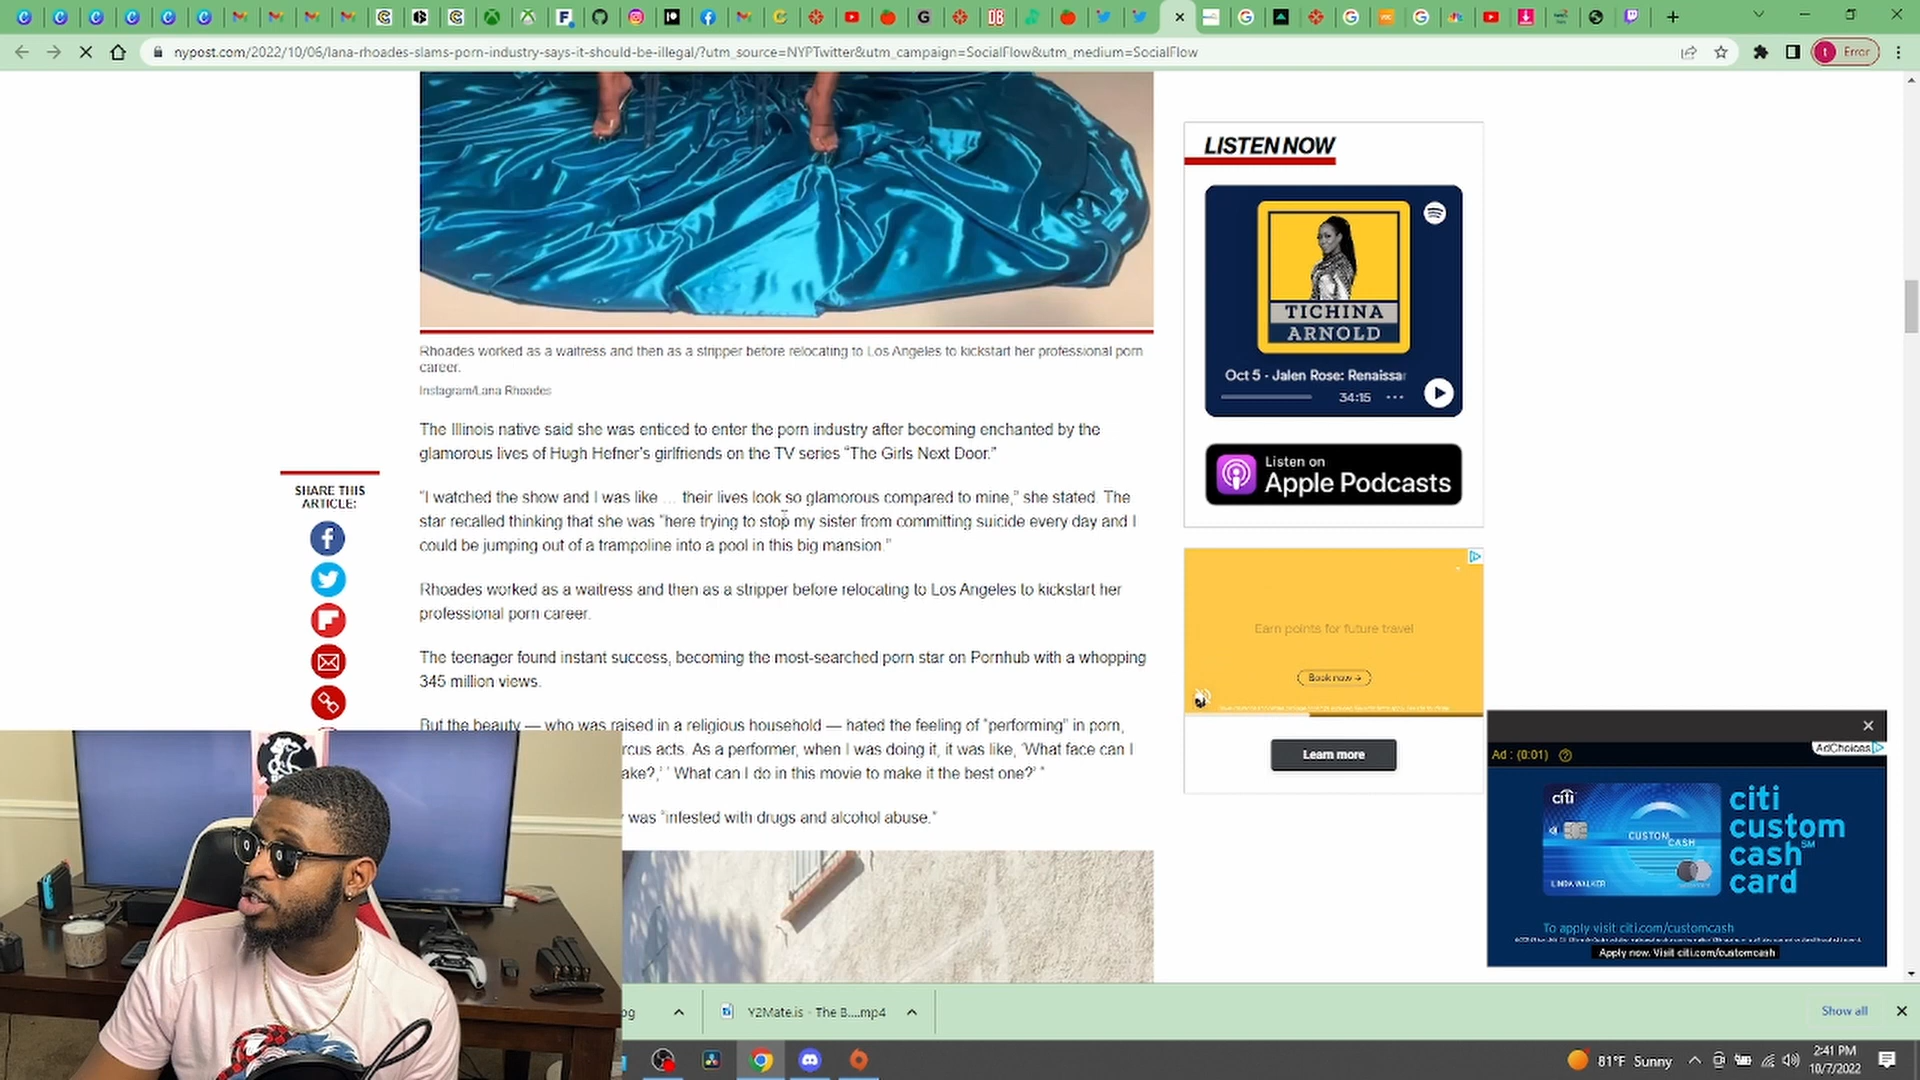 nypost.com/2022/10/06/lana-rhoades-slams-porn-industry-says-it-should-be-illegal/?utm_source=NYPTwitter&utm_campaign=SocialFlow&utm_medium=SocialFlow
Error
Rhoades worked as a waitress and then as a stripper before relocating to Los Angeles to kickstart her professional porn
career.
Instagram/Lana Rhoades
The Illinois native said she was enticed to enter the porn industry after becoming enchanted by the
glamorous lives of Hugh Hefner's girlfriends on the TV series “The Girls Next Door.”
“I watched the show and I was like … their lives look so glamorous compared to mine,” she stated. The
star recalled thinking that she was “here trying to stop my sister from committing suicide every day and I
could be jumping out of a trampoline into a pool in this big mansion.”
Rhoades worked as a waitress and then as a stripper before relocating to Los Angeles to kickstart her
professional porn career.
The teenager found instant success, becoming the most-searched porn star on Pornhub with a whopping
345 million views.
But the beauty — who was raised in a religious household — hated the feeling of “performing” in porn,
rcus acts. As a performer, when I was doing it, it was like, ‘What face can I
ake?,’ ‘ What can I do in this movie to make it the best one?’ “
was “infested with drugs and alcohol abuse.”
SHARE THIS
ARTICLE:
LISTEN NOW
TICHINA
ARNOLD
Oct 5 - Jalen Rose: Renaissa
34:15
Listen on
Apple Podcasts
Earn points for future travel
Book now →
Learn more
Ad : (0:01)
AdChoices
citi
CUSTOM CASH
LINDA WALKER
citi
custom
cash SM
card
To apply visit citi.com/customcash
Apply now. Visit citi.com/customcash
Y2Mate.is - The B....mp4
Show all
81°F Sunny
2:41 PM
10/7/2022